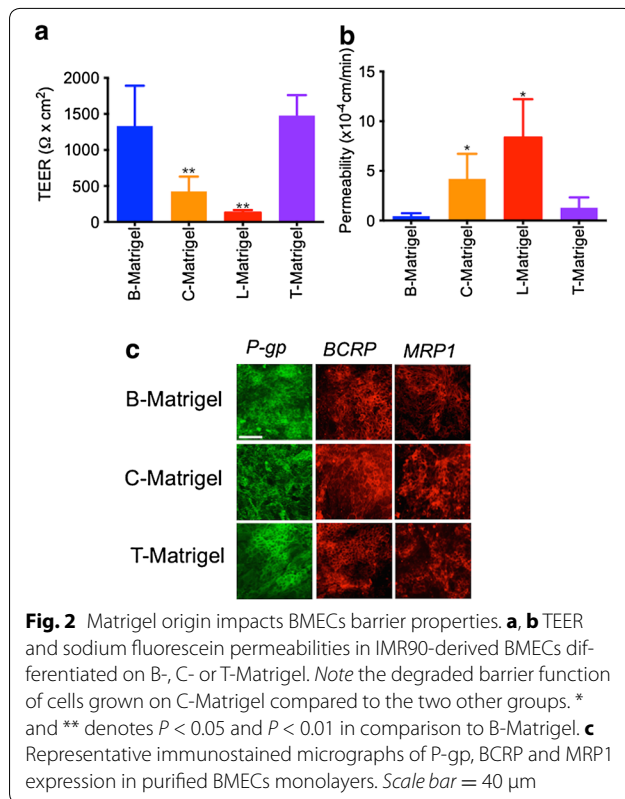 a
b
TEER (Ω x cm²)
2000
1500
1000
500
0
**
**
B-Matrigel
C-Matrigel
L-Matrigel
T-Matrigel
Permeability (x10⁻⁴cm/min)
15
10
5
0
*
*
B-Matrigel
C-Matrigel
L-Matrigel
T-Matrigel
c
P-gp BCRP MRP1
B-Matrigel
C-Matrigel
T-Matrigel
Fig. 2 Matrigel origin impacts BMECs barrier properties. a, b TEER
and sodium fluorescein permeabilities in IMR90-derived BMECs dif-
ferentiated on B-, C- or T-Matrigel. Note the degraded barrier function
of cells grown on C-Matrigel compared to the two other groups. *
and ** denotes P < 0.05 and P < 0.01 in comparison to B-Matrigel. c
Representative immunostained micrographs of P-gp, BCRP and MRP1
expression in purified BMECs monolayers. Scale bar = 40 μm